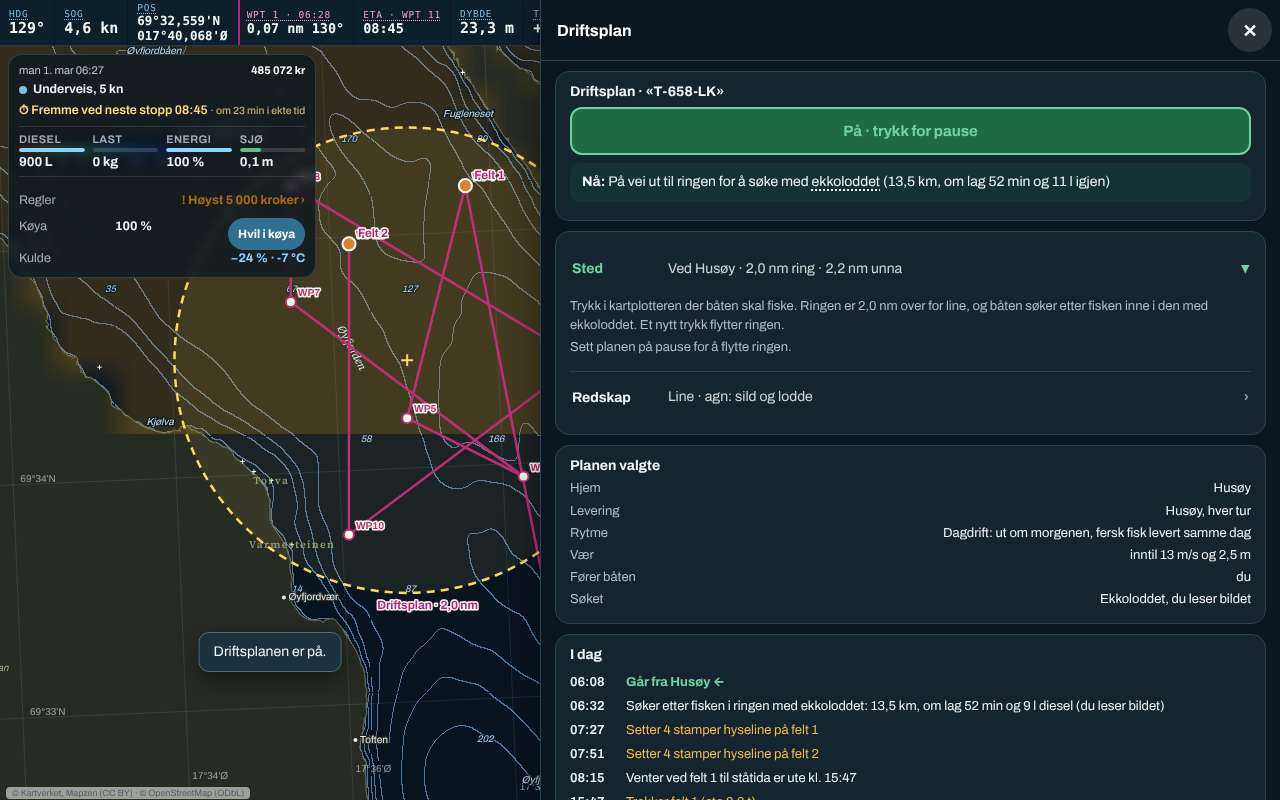 HDG
129°
SOG
4,6 kn
POS
69°32,559'N
017°40,068'Ø
WPT 1 · 06:28
0,07 nm 130°
ETA · WPT 11
08:45
DYBDE
23,3 m
Øyfjordbåen
man 1. mar 06:27
485 072 kr
Underveis, 5 kn
Fremme ved neste stopp 08:45 · om 23 min i ekte tid
DIESEL
LAST
ENERGI
SJØ
900 L
0 kg
100 %
0,1 m
Regler
! Høyst 5 000 kroker ›
Køya
100 %
Hvil i køya
Kulde
−24 % · -7 °C
Fugleneset
170
Felt 1
Felt 2
35
127
WP7
Øyfjorden
WP5
Kjølva
58
166
69°34'N
Torva
WP10
Varmesteinen
14
87
Øyfjordvær
Driftsplan · 2,0 nm
Driftsplanen er på.
69°33'N
Toften
202
17°34'Ø
17°36'Ø
© Kartverket, Mapzen (CC BY) · © OpenStreetMap (ODbL)
Driftsplan
×
Driftsplan · «T-658-LK»
På · trykk for pause
Nå: På vei ut til ringen for å søke med ekkoloddet (13,5 km, om lag 52 min og 11 l igjen)
Sted
Ved Husøy · 2,0 nm ring · 2,2 nm unna
▼
Trykk i kartplotteren der båten skal fiske. Ringen er 2,0 nm over for line, og båten søker etter fisken inne i den med
ekkoloddet. Et nytt trykk flytter ringen.
Sett planen på pause for å flytte ringen.
Redskap
Line · agn: sild og lodde
›
Planen valgte
Hjem
Husøy
Levering
Husøy, hver tur
Rytme
Dagdrift: ut om morgenen, fersk fisk levert samme dag
Vær
inntil 13 m/s og 2,5 m
Fører båten
du
Søket
Ekkoloddet, du leser bildet
I dag
06:08
Går fra Husøy ←
06:32
Søker etter fisken i ringen med ekkoloddet: 13,5 km, om lag 52 min og 9 l diesel (du leser bildet)
07:27
Setter 4 stamper hyseline på felt 1
07:51
Setter 4 stamper hyseline på felt 2
08:15
Venter ved felt 1 til ståtida er ute kl. 15:47